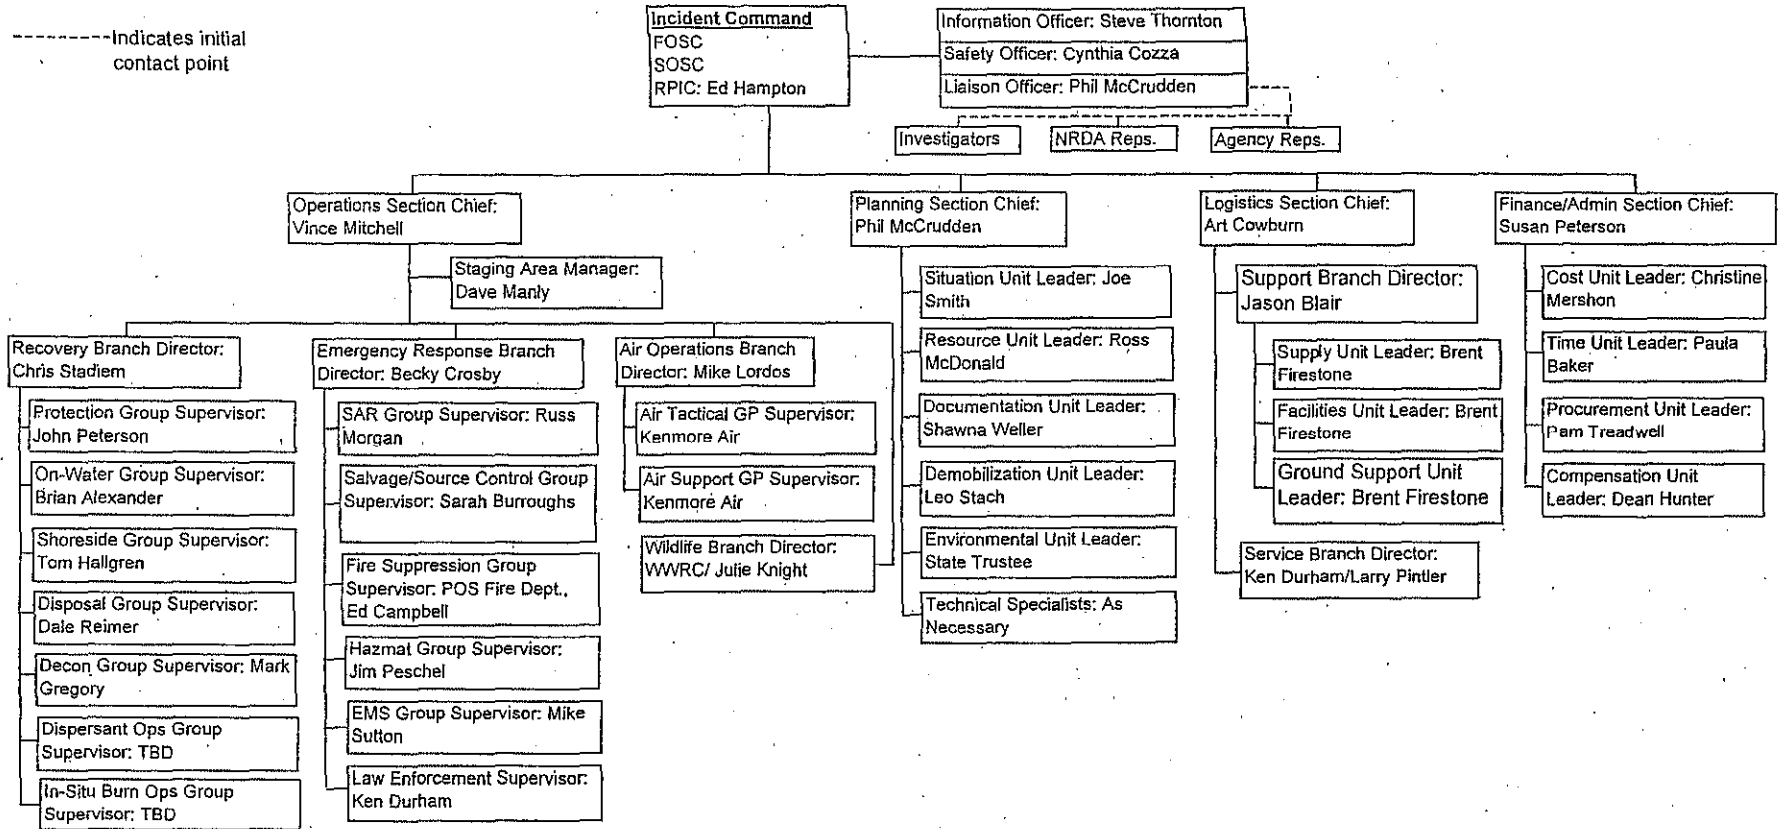 Indicates initial
contact point
Incident Command
FOSC
SOSC
RPIC: Ed Hampton
Information Officer: Steve Thornton
Safety Officer: Cynthia Cozza
Liaison Officer: Phil McCrudden
Investigators
NRDA Reps.
Agency Reps.
Operations Section Chief:
Vince Mitchell
Planning Section Chief:
Phil McCrudden
Logistics Section Chief:
Art Cowburn
Finance/Admin Section Chief:
Susan Peterson
Staging Area Manager:
Dave Manly
Recovery Branch Director:
Chris Stadiem
Protection Group Supervisor:
John Peterson
On-Water Group Supervisor:
Brian Alexander
Shoreside Group Supervisor:
Tom Hallgren
Disposal Group Supervisor:
Dale Reimer
Decon Group Supervisor: Mark
Gregory
Dispersant Ops Group
Supervisor: TBD
In-Situ Burn Ops Group
Supervisor: TBD
Emergency Response Branch
Director: Becky Crosby
SAR Group Supervisor: Russ
Morgan
Salvage/Source Control Group
Supervisor: Sarah Burroughs
Fire Suppression Group
Supervisor: POS Fire Dept.,
Ed Campbell
Hazmat Group Supervisor:
Jim Peschel
EMS Group Supervisor: Mike
Sutton
Law Enforcement Supervisor:
Ken Durham
Air Operations Branch
Director: Mike Lordos
Air Tactical GP Supervisor:
Kenmore Air
Air Support GP Supervisor:
Kenmore Air
Wildlife Branch Director:
WWRC/ Julie Knight
Situation Unit Leader: Joe
Smith
Resource Unit Leader: Ross
McDonald
Documentation Unit Leader:
Shawna Weller
Demobilization Unit Leader:
Leo Stach
Environmental Unit Leader:
State Trustee
Technical Specialists: As
Necessary
Support Branch Director:
Jason Blair
Supply Unit Leader: Brent
Firestone
Facilities Unit Leader: Brent
Firestone
Ground Support Unit
Leader: Brent Firestone
Service Branch Director:
Ken Durham/Larry Pintler
Cost Unit Leader: Christine
Mershon
Time Unit Leader: Paula
Baker
Procurement Unit Leader:
Pam Treadwell
Compensation Unit
Leader: Dean Hunter